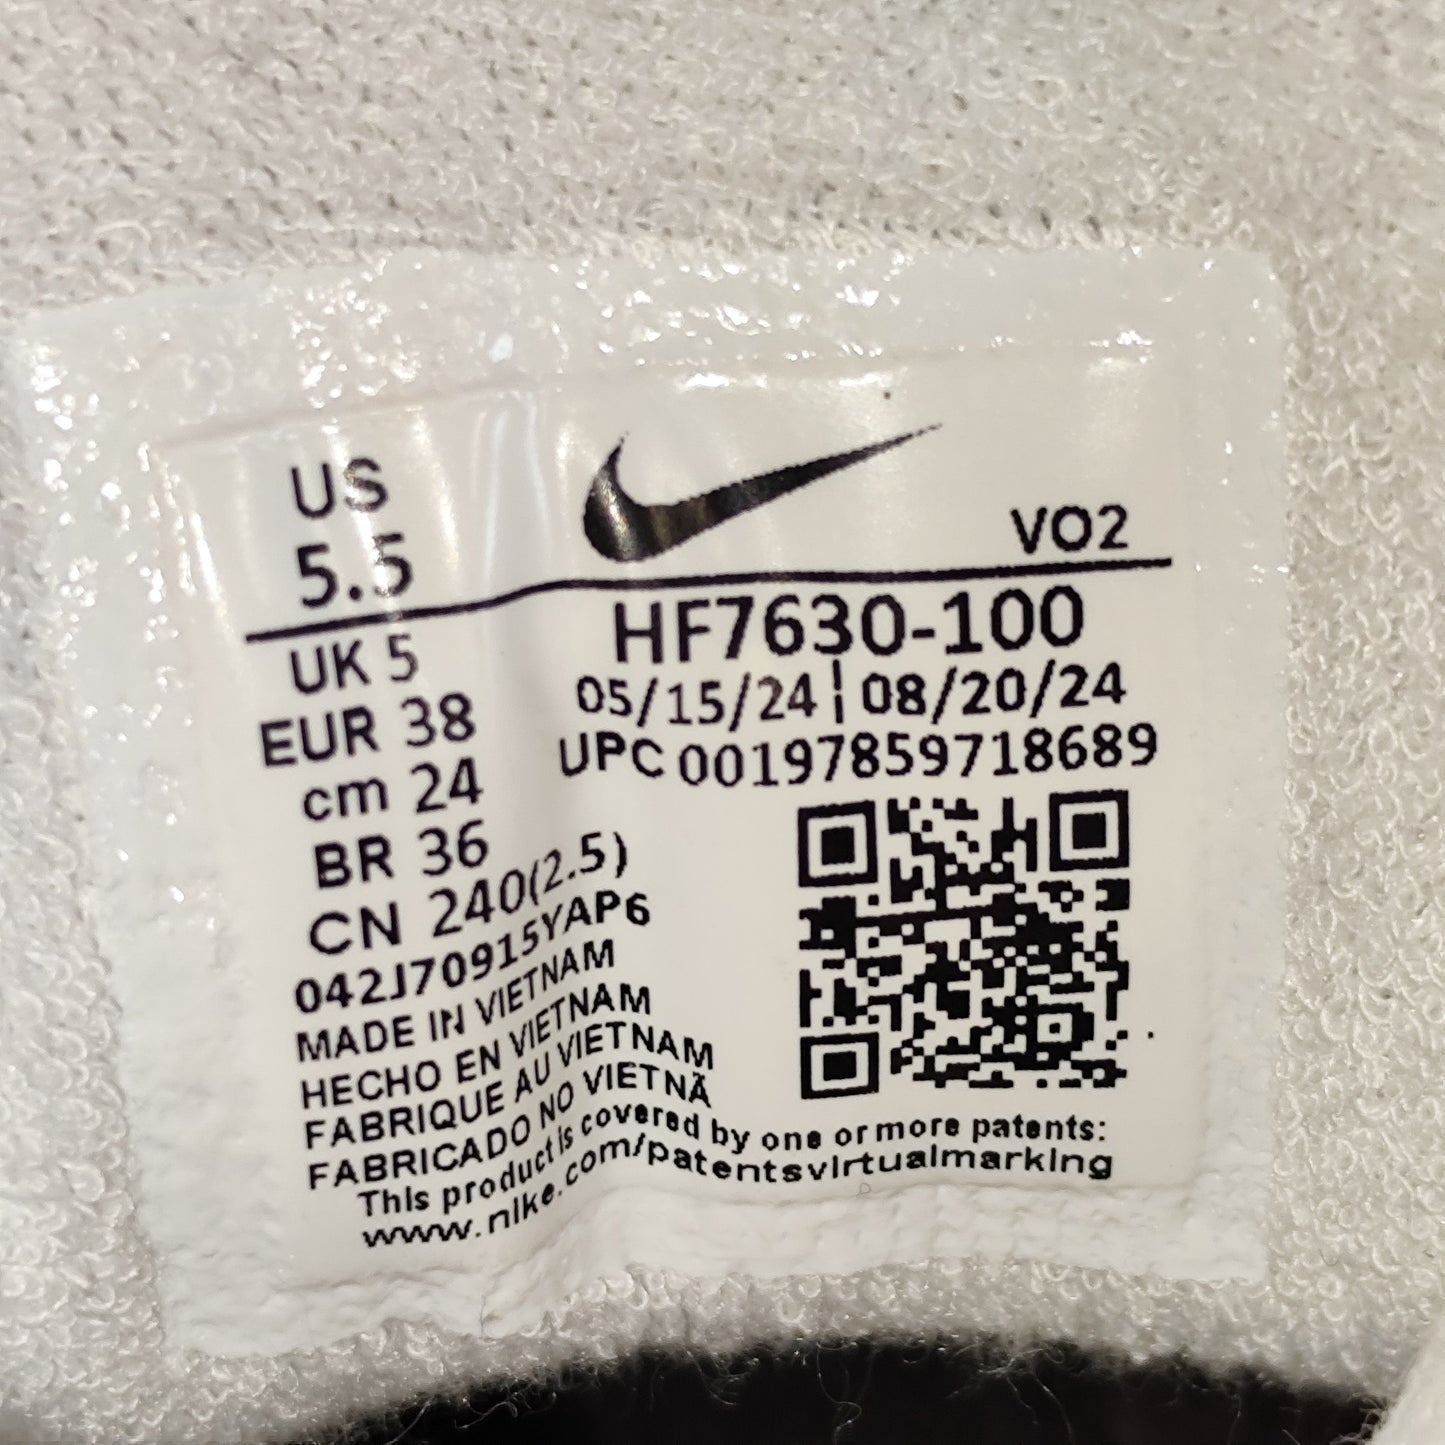 US
5.5
UK 5
EUR 38
cm 24
BR 36
CN 240(2.5)
042J70915YAP6
MADE IN VIETNAM
HECHO EN VIETNAM
FABRIQUE AU VIETNAM
FABRICADO NO VIETNÃ
VO2
HF7630-100
05/15/24 | 08/20/24
UPC 00197859718689
This product is covered by one or more patents:
www.nike.com/patentsvirtualmarking